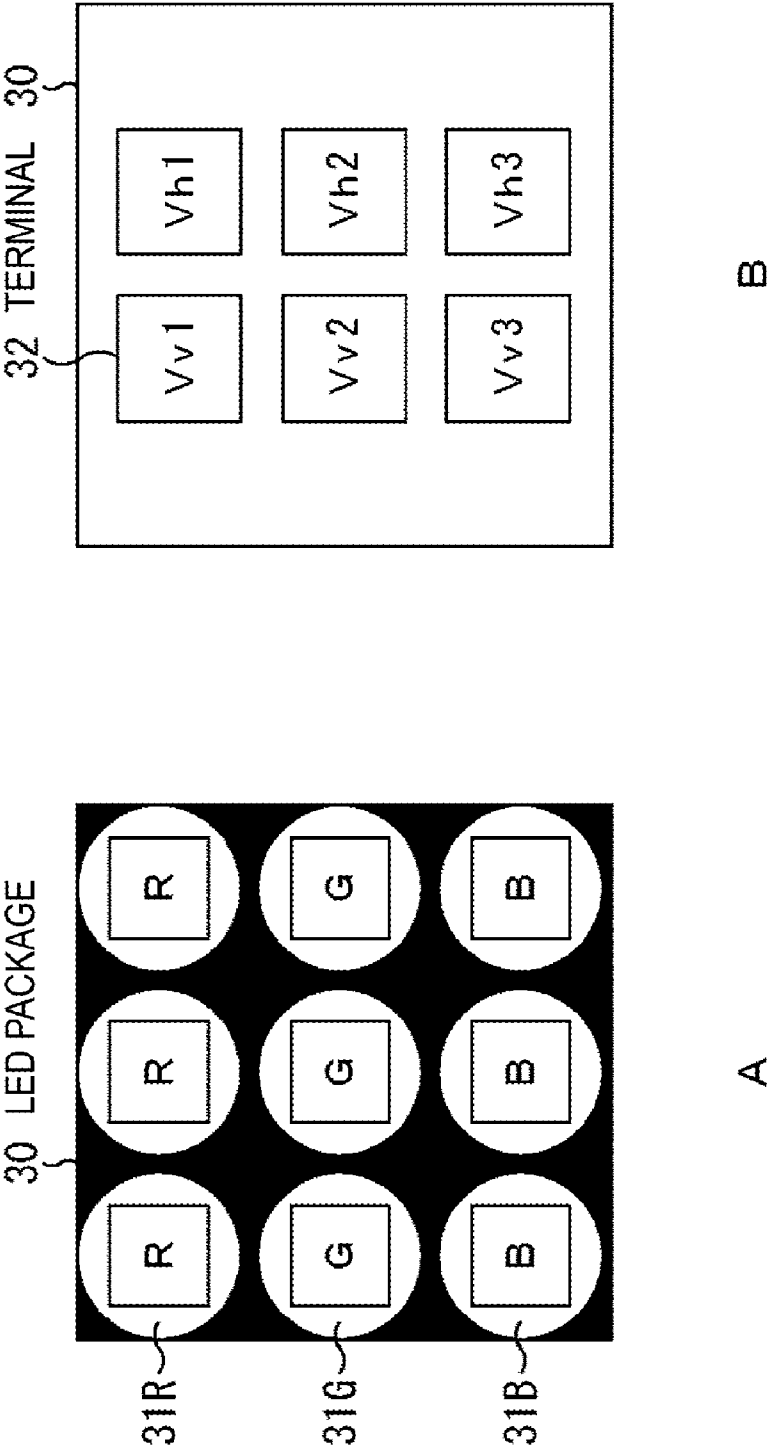 30 LED PACKAGE
31R R R R
31G G G G
31B B B B
A
32 TERMINAL 30
Vv1 Vh1
Vv2 Vh2
Vv3 Vh3
B